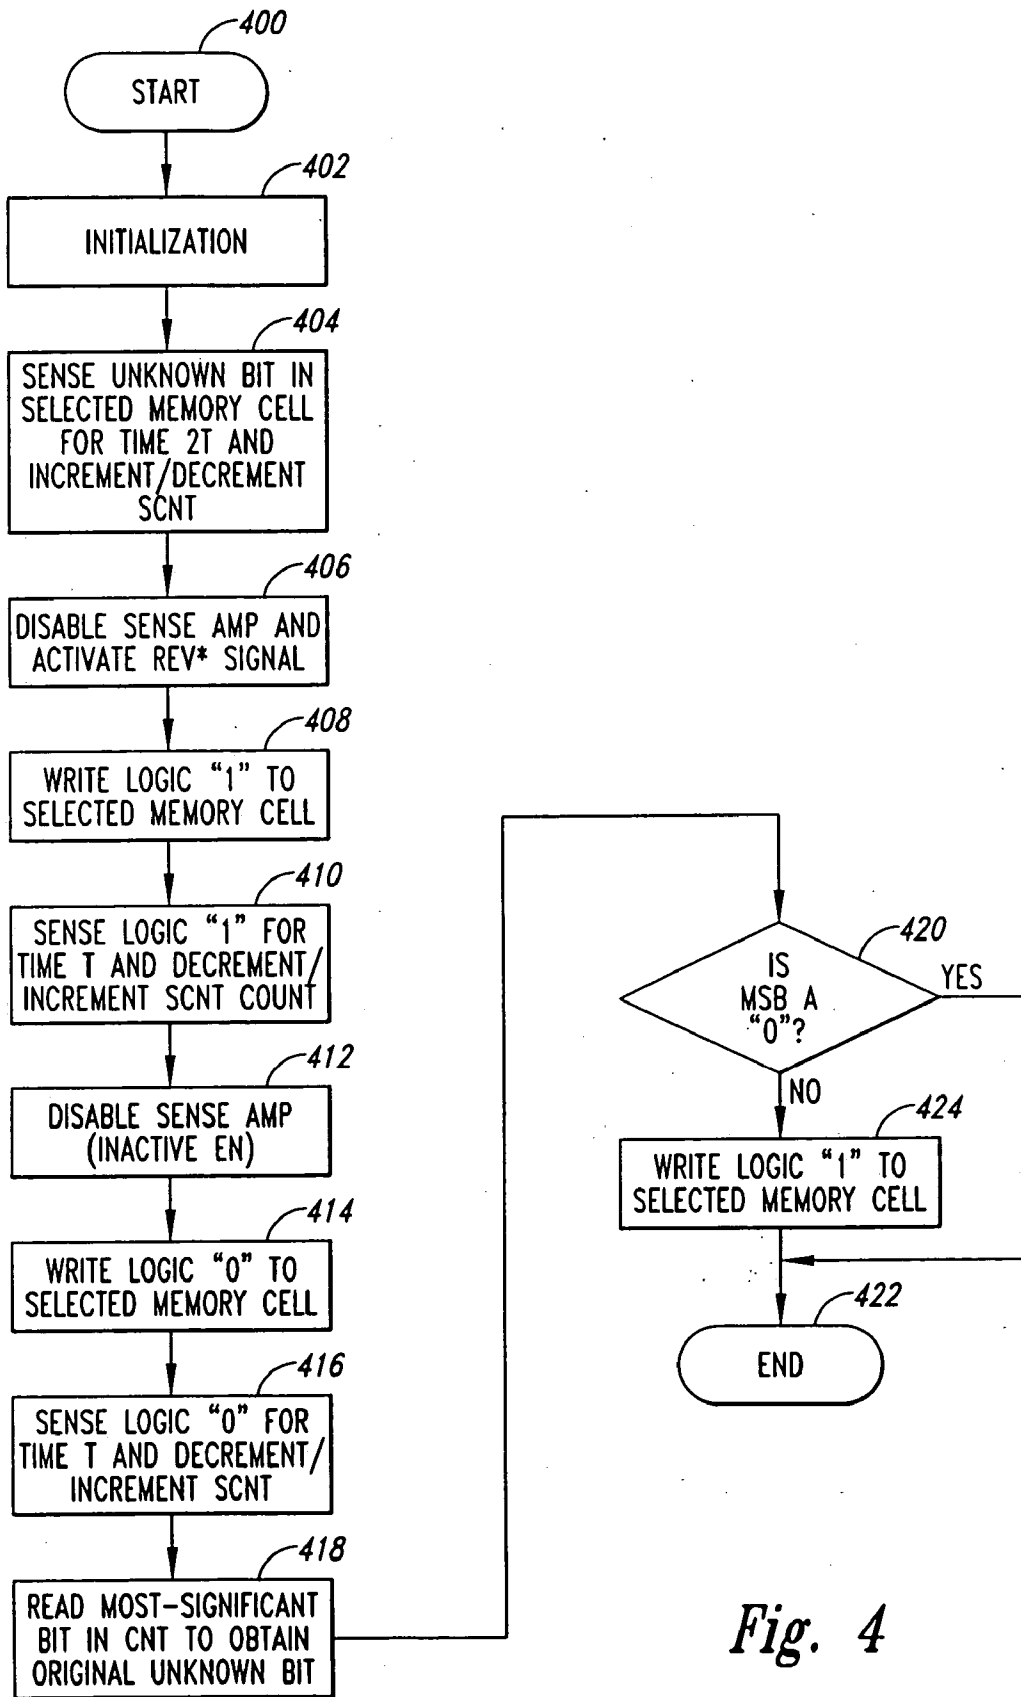 400
START
402
INITIALIZATION
404
SENSE UNKNOWN BIT IN
SELECTED MEMORY CELL
FOR TIME 2T AND
INCREMENT/DECREMENT
SCNT
406
DISABLE SENSE AMP AND
ACTIVATE REV* SIGNAL
408
WRITE LOGIC "1" TO
SELECTED MEMORY CELL
410
SENSE LOGIC "1" FOR
TIME T AND DECREMENT/
INCREMENT SCNT COUNT
412
DISABLE SENSE AMP
(INACTIVE EN)
414
WRITE LOGIC "0" TO
SELECTED MEMORY CELL
416
SENSE LOGIC "0" FOR
TIME T AND DECREMENT/
INCREMENT SCNT
418
READ MOST-SIGNIFICANT
BIT IN CNT TO OBTAIN
ORIGINAL UNKNOWN BIT
420
IS
MSB A
"0"?
YES
NO
424
WRITE LOGIC "1" TO
SELECTED MEMORY CELL
422
END
Fig. 4